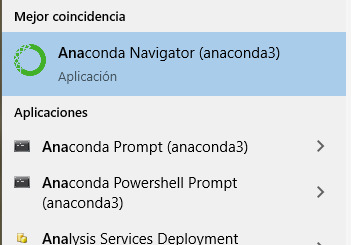 Mejor coincidencia
Anaconda Navigator (anaconda3)
Aplicación
Aplicaciones
Anaconda Prompt (anaconda3)
Anaconda Powershell Prompt
(anaconda3)
Analysis Services Deployment